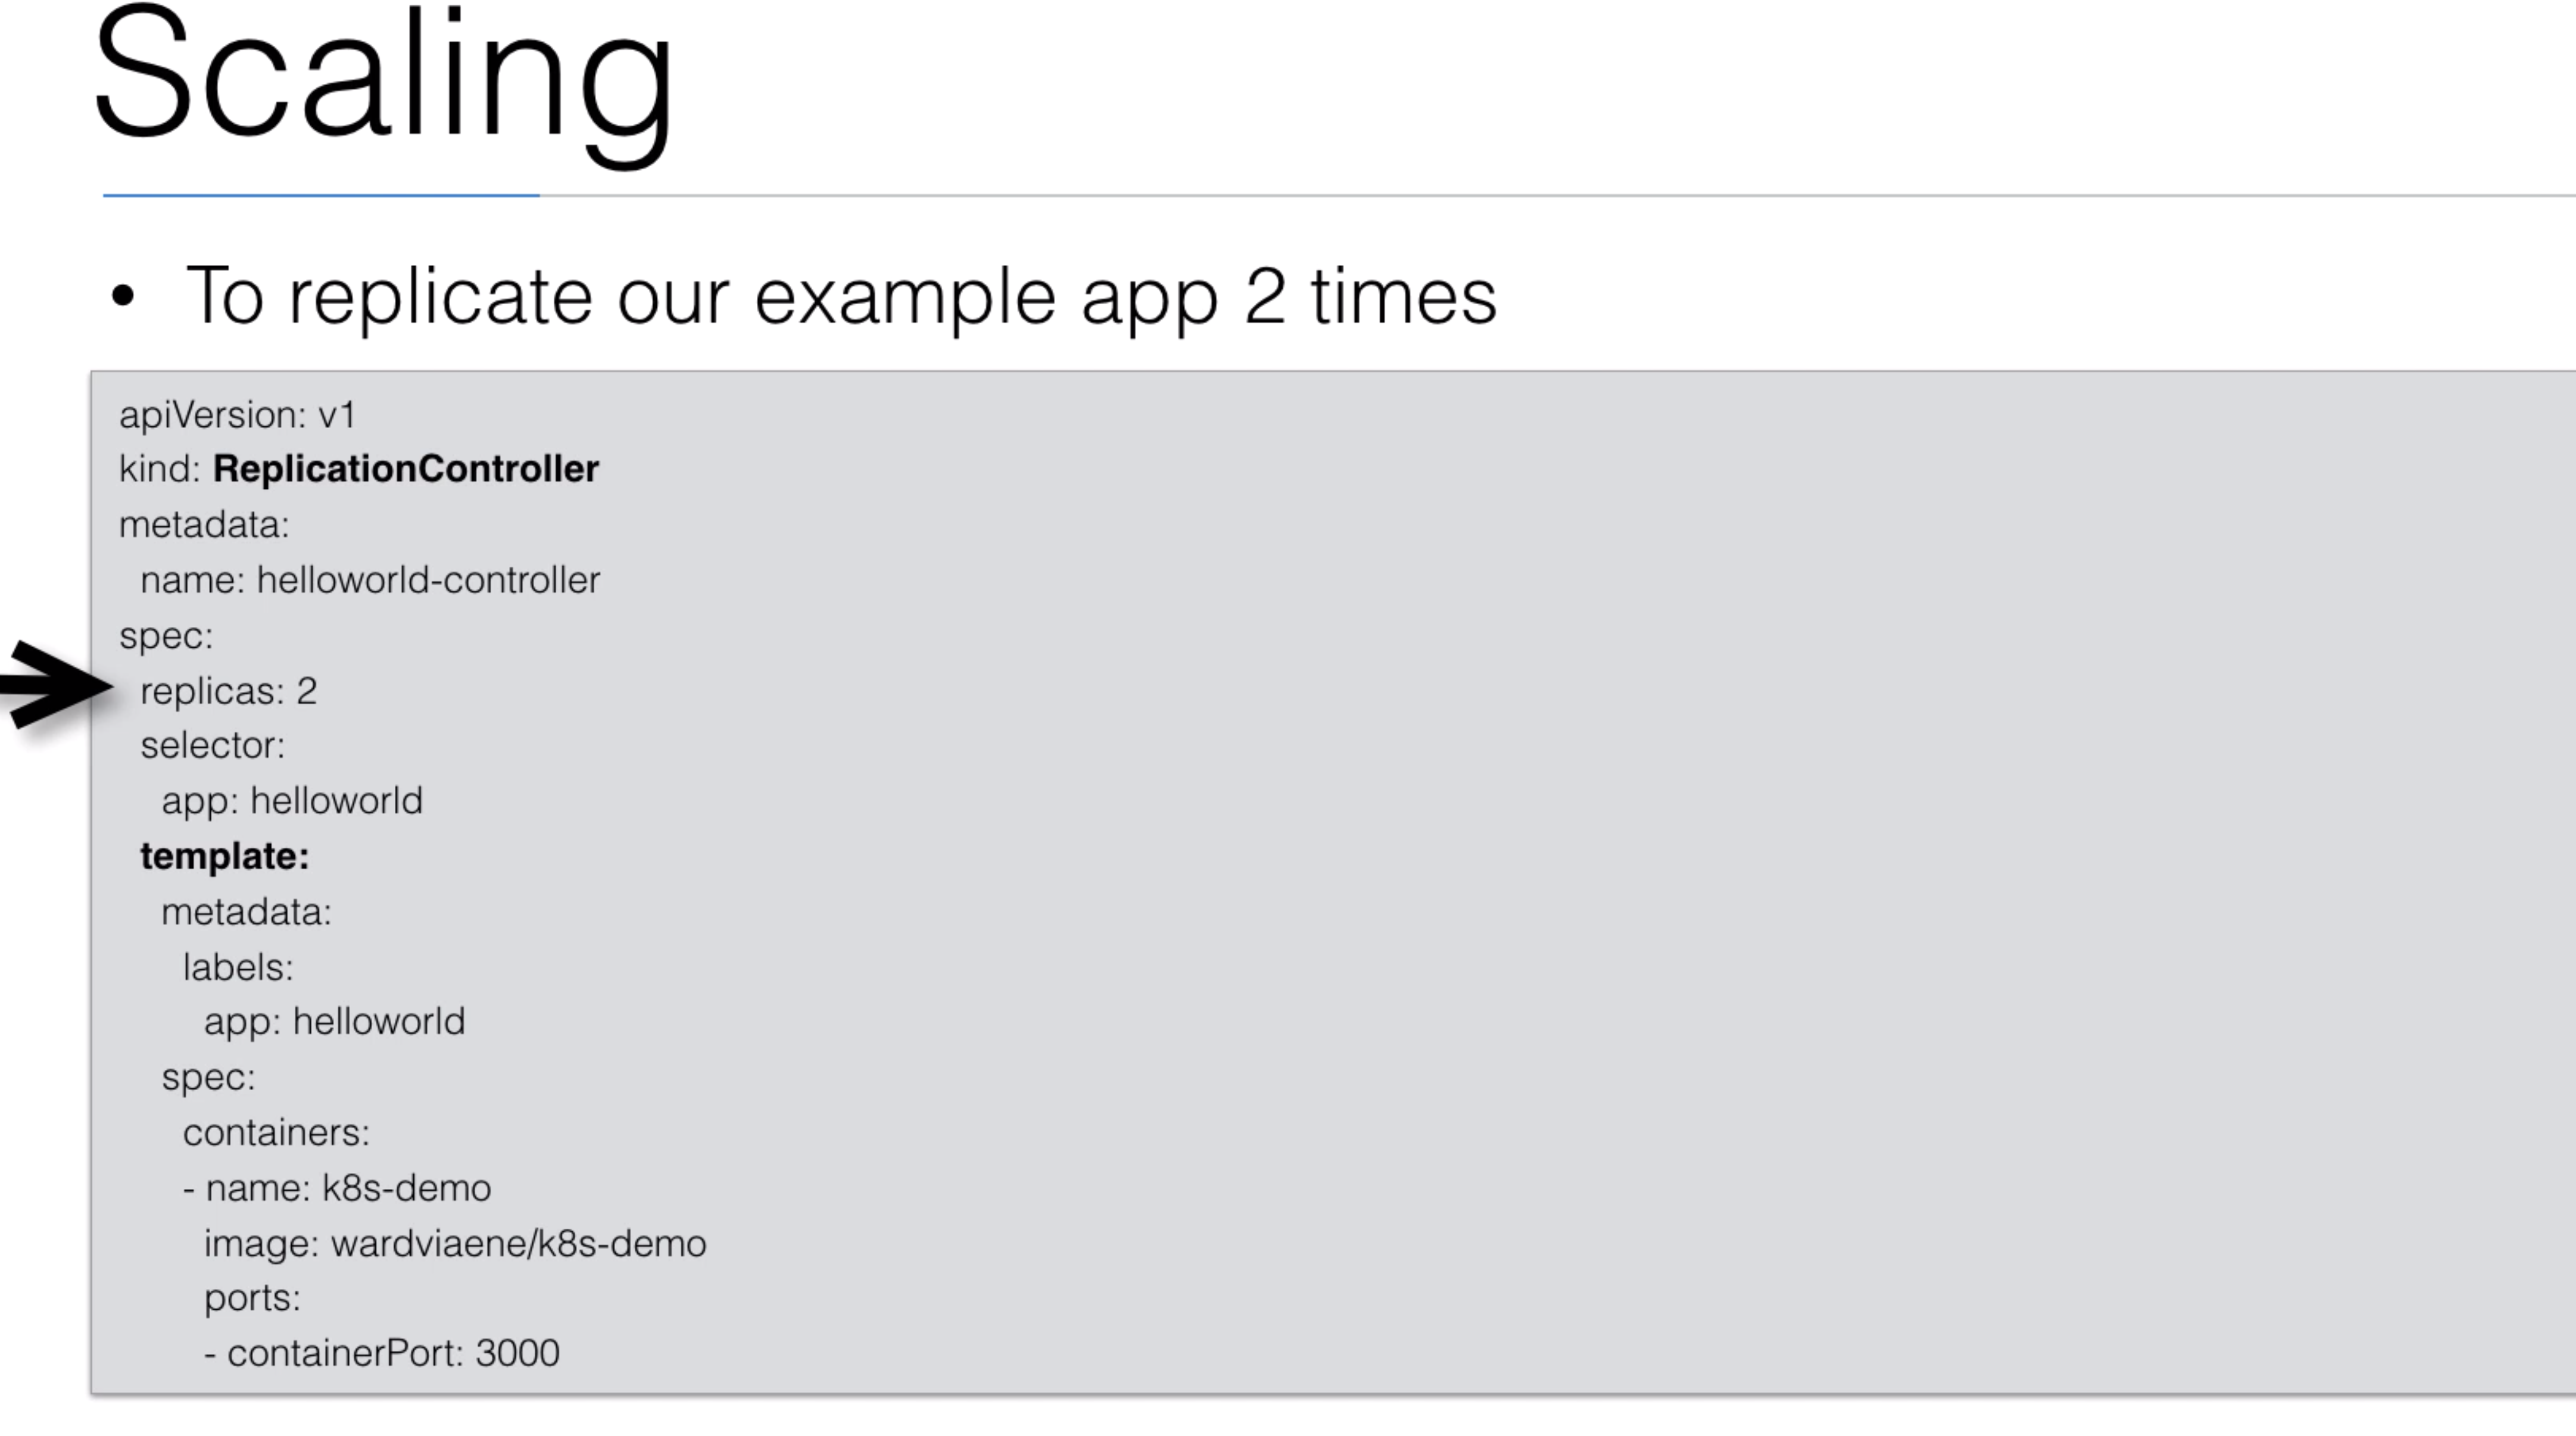 Scaling
• To replicate our example app 2 times
apiVersion: v1
kind: ReplicationController
metadata:
  name: helloworld-controller
spec:
  replicas: 2
  selector:
    app: helloworld
  template:
    metadata:
      labels:
        app: helloworld
    spec:
      containers:
      - name: k8s-demo
        image: wardviaene/k8s-demo
        ports:
        - containerPort: 3000